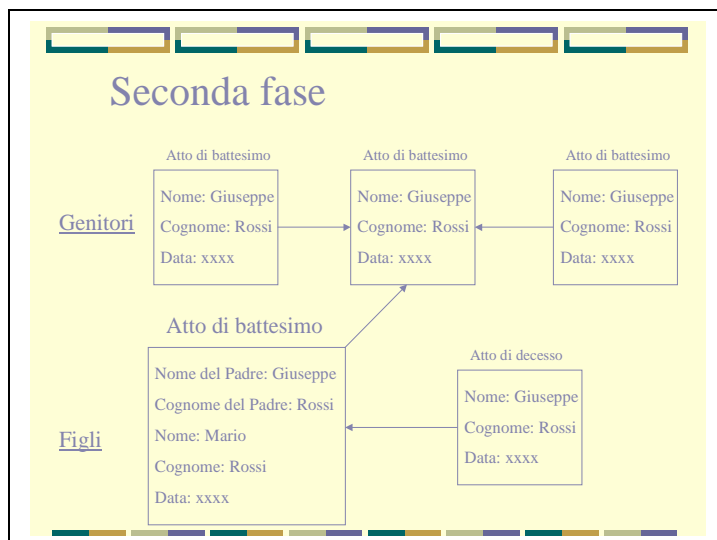 Seconda fase
Atto di battesimo
Atto di battesimo
Atto di battesimo
Genitori
Nome: Giuseppe
Cognome: Rossi
Data: xxxx
Nome: Giuseppe
Cognome: Rossi
Data: xxxx
Nome: Giuseppe
Cognome: Rossi
Data: xxxx
Atto di battesimo
Figli
Nome del Padre: Giuseppe
Cognome del Padre: Rossi
Nome: Mario
Cognome: Rossi
Data: xxxx
Atto di decesso
Nome: Giuseppe
Cognome: Rossi
Data: xxxx